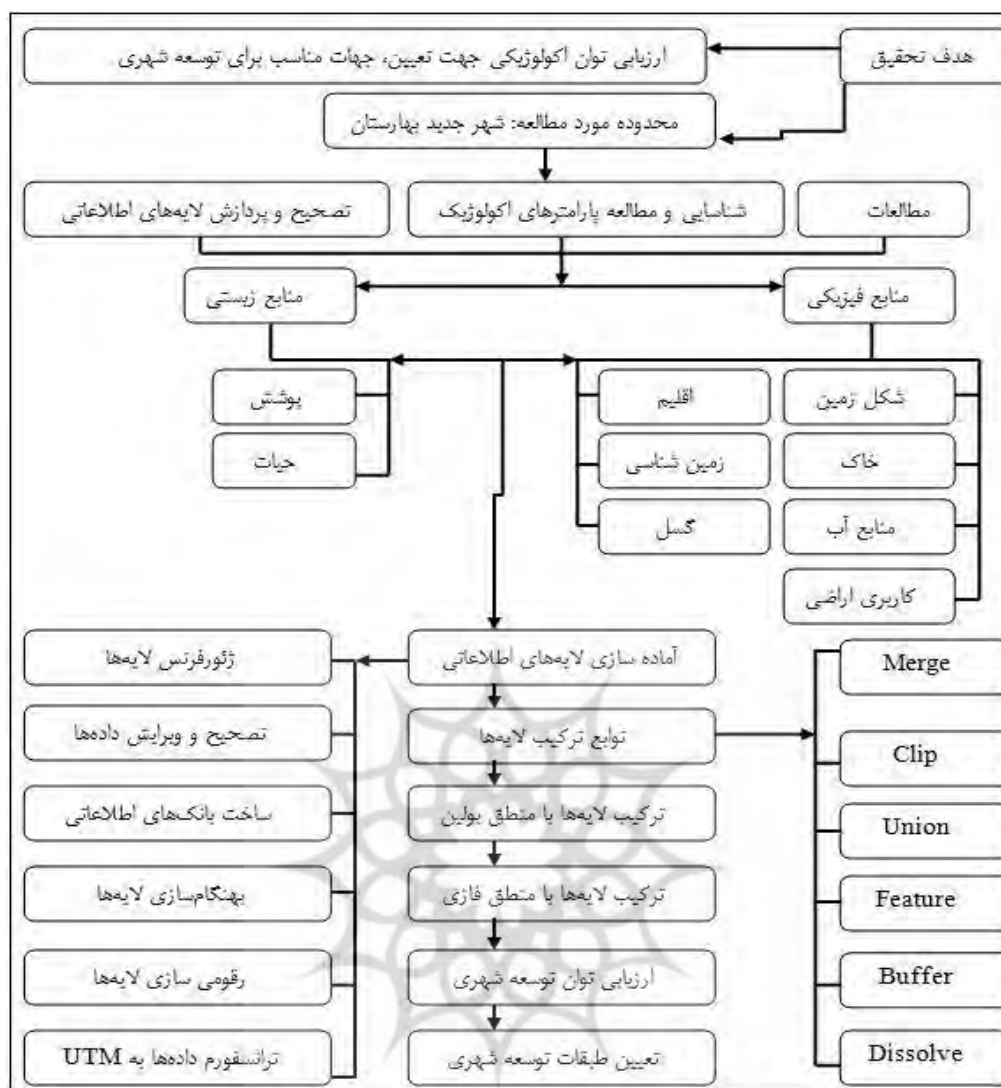 هدف تحقیق
ارزیابی توان اکولوژیکی جهت تعیین، جهات مناسب برای توسعه شهری
محدوده مورد مطالعه: شهر جدید بهارستان
مطالعات
شناسایی و مطالعه پارامترهای اکولوژیک
تصحیح و پردازش لایه‌های اطلاعاتی
منابع فیزیکی
منابع زیستی
شکل زمین
اقلیم
پوشش
خاک
زمین شناسی
حیات
منابع آب
گسل
کاربری اراضی
آماده سازی لایه‌های اطلاعاتی
ژئورفرنس لایه‌ها
Merge
توابع ترکیب لایه‌ها
تصحیح و ویرایش داده‌ها
Clip
ترکیب لایه‌ها با منطق بولین
ساخت بانک‌های اطلاعاتی
Union
ترکیب لایه‌ها با منطق فازی
بهنگام‌سازی لایه‌ها
Feature
ارزیابی توان توسعه شهری
رقومی سازی لایه‌ها
Buffer
تعیین طبقات توسعه شهری
ترانسفورم داده‌ها به UTM
Dissolve